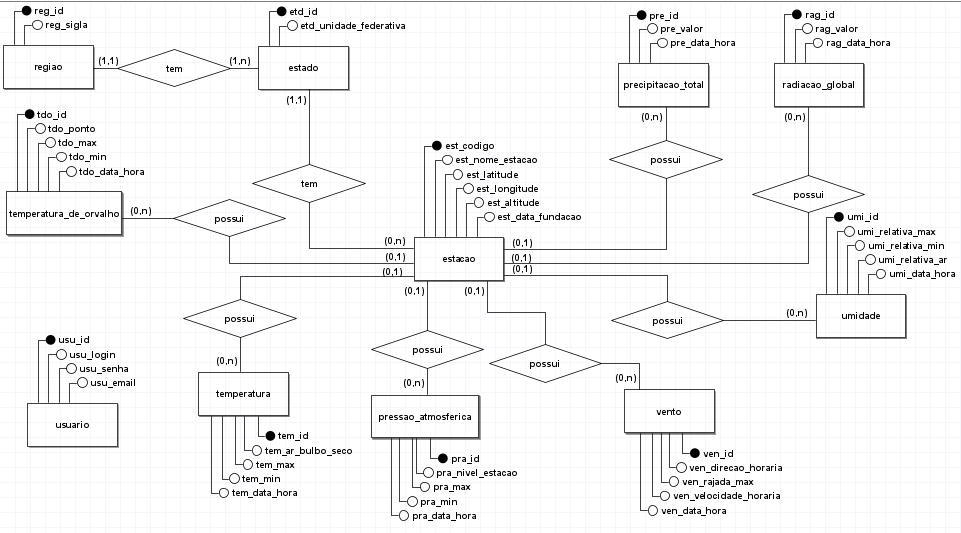 reg_id
reg_sigla
regiao
(1,1)
tem
(1,n)
etd_id
etd_unidade_federativa
estado
(1,1)
tem
(0,n)
pre_id
pre_valor
pre_data_hora
precipitacao_total
(0,n)
possui
(0,1)
rag_id
rag_valor
rag_data_hora
radiacao_global
(0,n)
possui
(0,1)
tdo_id
tdo_ponto
tdo_max
tdo_min
tdo_data_hora
temperatura_de_orvalho
(0,n)
possui
(0,1)
est_codigo
est_nome_estacao
est_latitude
est_longitude
est_altitude
est_data_fundacao
estacao
umi_id
umi_relativa_max
umi_relativa_min
umi_relativa_ar
umi_data_hora
umidade
(0,n)
possui
(0,1)
(0,1)
possui
(0,n)
temperatura
tem_id
tem_ar_bulbo_seco
tem_max
tem_min
tem_data_hora
(0,1)
possui
(0,n)
pressao_atmosferica
pra_id
pra_nivel_estacao
pra_max
pra_min
pra_data_hora
(0,1)
possui
(0,n)
vento
ven_id
ven_direcao_horaria
ven_rajada_max
ven_velocidade_horaria
ven_data_hora
usu_id
usu_login
usu_senha
usu_email
usuario